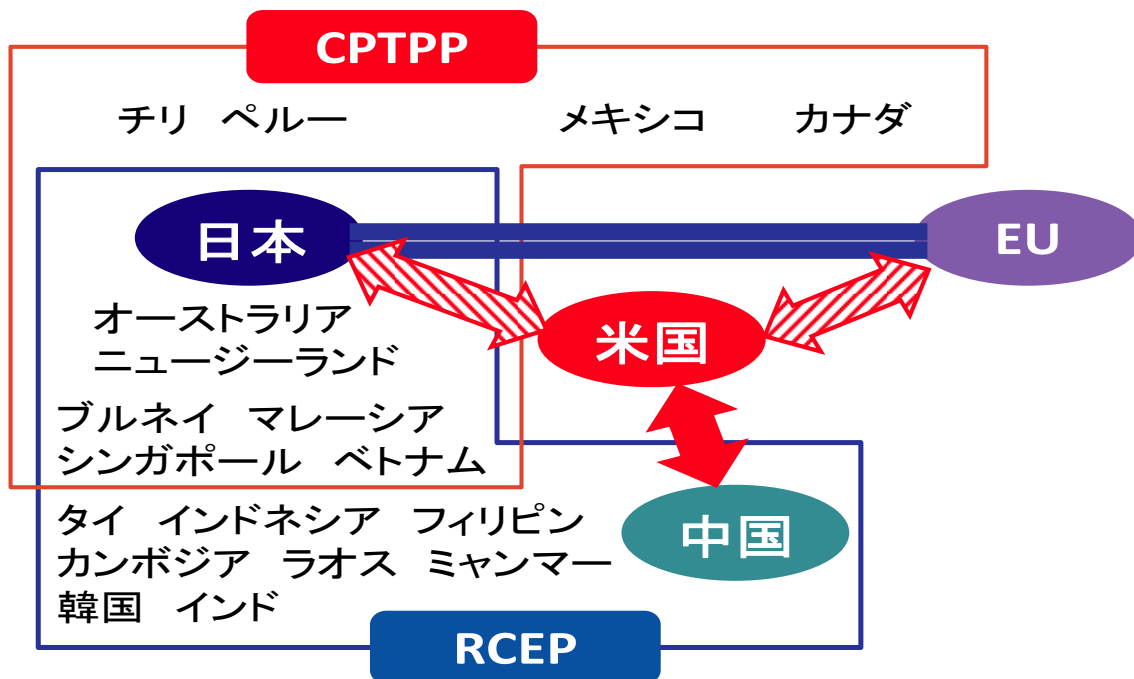 CPTPP
チリ ペルー メキシコ カナダ
日本 EU
オーストラリア
米国
ニュージーランド
ブルネイ マレーシア
シンガポール ベトナム
タイ インドネシア フィリピン
中国
カンボジア ラオス ミャンマー
韓国 インド
RCEP